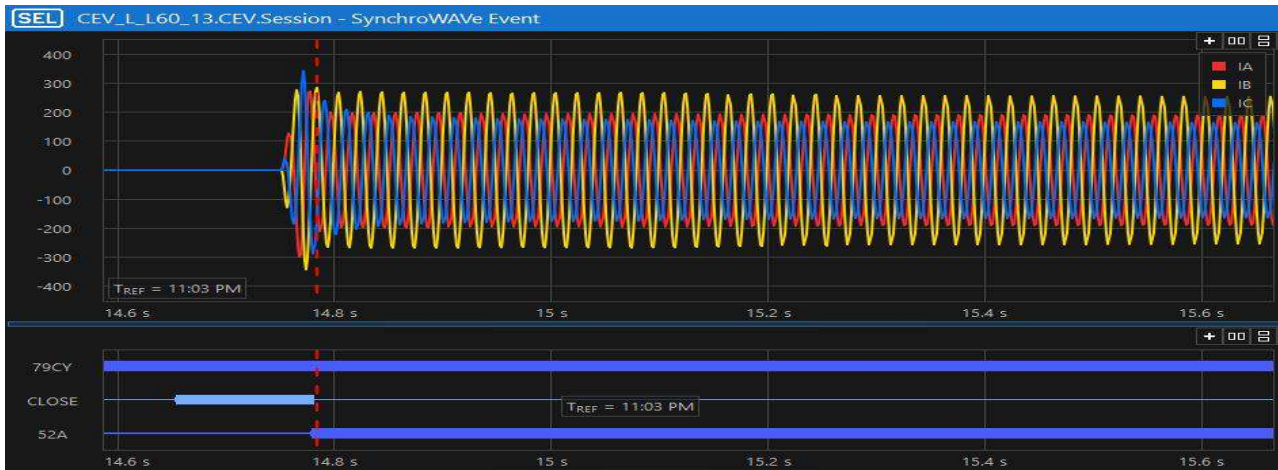 SEL CEV_L_L60_13.CEV.Session - SynchroWAVe Event
400
300
200
100
0
-100
-200
-300
-400
IA
IB
IC
TREF = 11:03 PM
14.6 s 14.8 s 15 s 15.2 s 15.4 s 15.6 s
79CY
CLOSE
52A
TREF = 11:03 PM
14.6 s 14.8 s 15 s 15.2 s 15.4 s 15.6 s